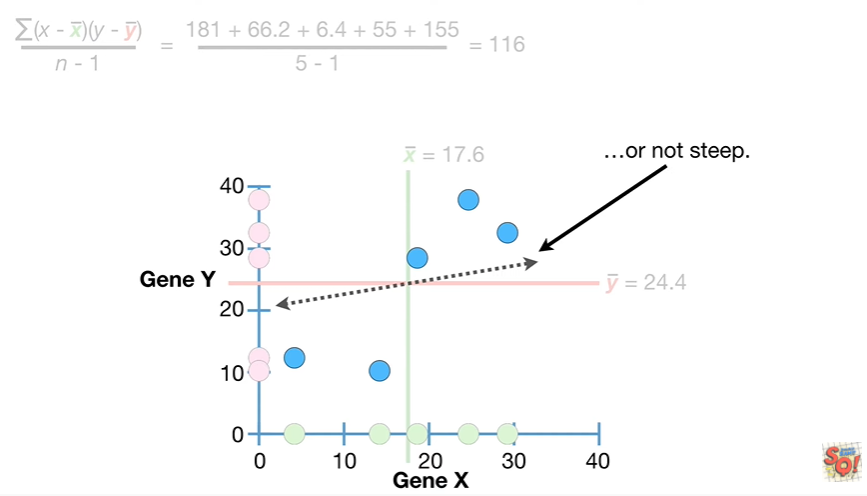 ∑(x - x̅)(y - y̅) / n - 1 = 181 + 66.2 + 6.4 + 55 + 155 / 5 - 1 = 116
x̅ = 17.6
...or not steep.
40
30
Gene Y
y̅ = 24.4
20
10
0
0 10 20 30 40
Gene X
SQ!